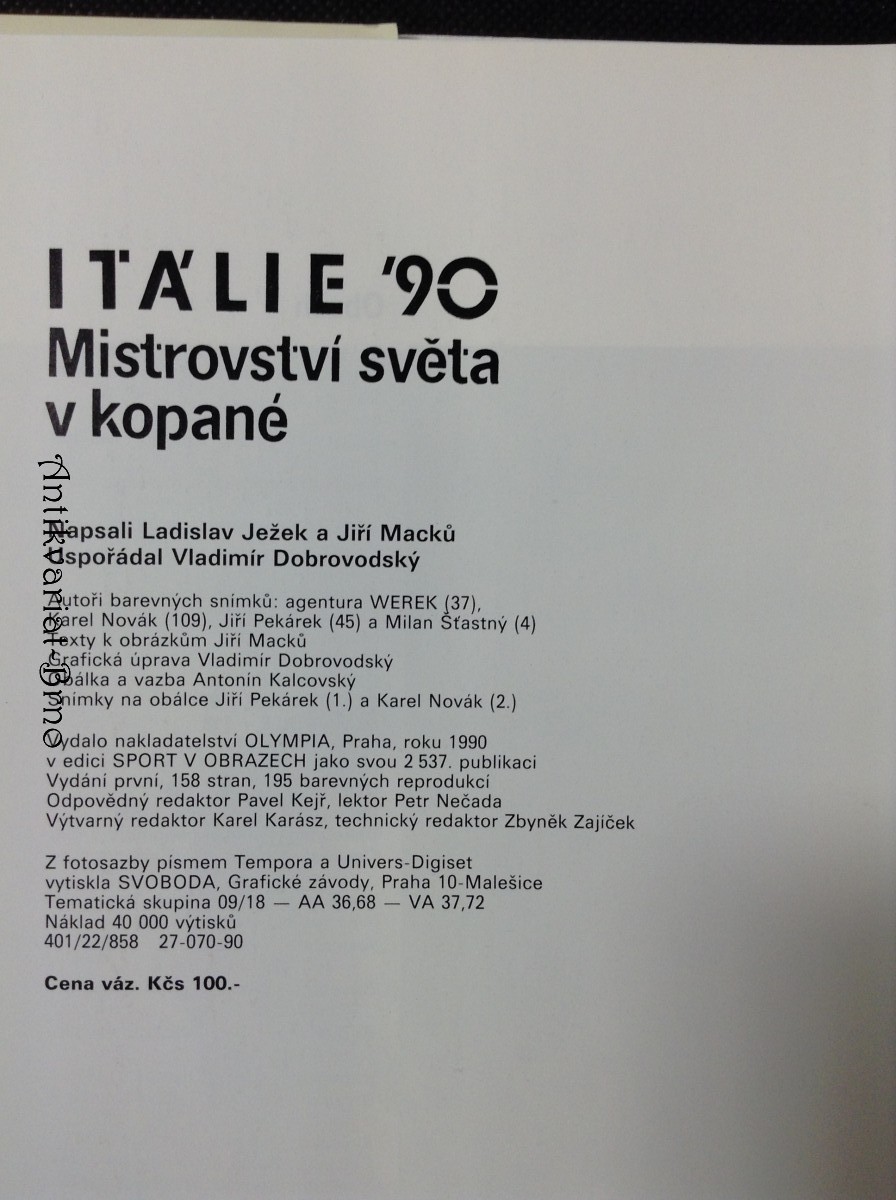 ITÁLIE '90
Mistrovství světa
v kopané
Napsali Ladislav Ježek a Jiří Macků
Uspořádal Vladimír Dobrovodský
Autoři barevných snímků: agentura WEREK (37),
Karel Novák (109), Jiří Pekárek (45) a Milan Šťastný (4)
Texty k obrázkům Jiří Macků
Grafická úprava Vladimír Dobrovodský
Obálka a vazba Antonín Kalcovský
Snímky na obálce Jiří Pekárek (1.) a Karel Novák (2.)
Vydalo nakladatelství OLYMPIA, Praha, roku 1990
v edici SPORT V OBRAZECH jako svou 2 537. publikaci
Vydání první, 158 stran, 195 barevných reprodukcí
Odpovědný redaktor Pavel Kejř, lektor Petr Nečada
Výtvarný redaktor Karel Karász, technický redaktor Zbyněk Zajíček
Z fotosazby písmem Tempora a Univers-Digiset
vytiskla SVOBODA, Grafické závody, Praha 10-Malešice
Tematická skupina 09/18 — AA 36,68 — VA 37,72
Náklad 40 000 výtisků
401/22/858 27-070-90
Cena váz. Kčs 100.-
Antikvariat-Brno